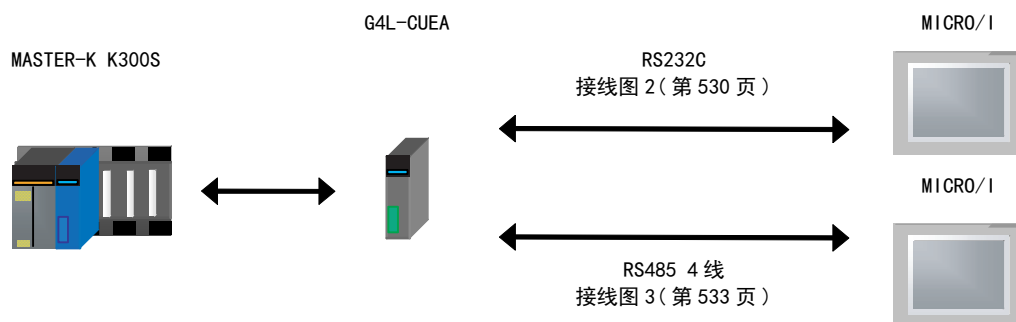 G4L-CUEA
MICRO/I
MASTER-K K300S
RS232C
接线图 2( 第 530 页 )
MICRO/I
RS485 4 线
接线图 3( 第 533 页 )